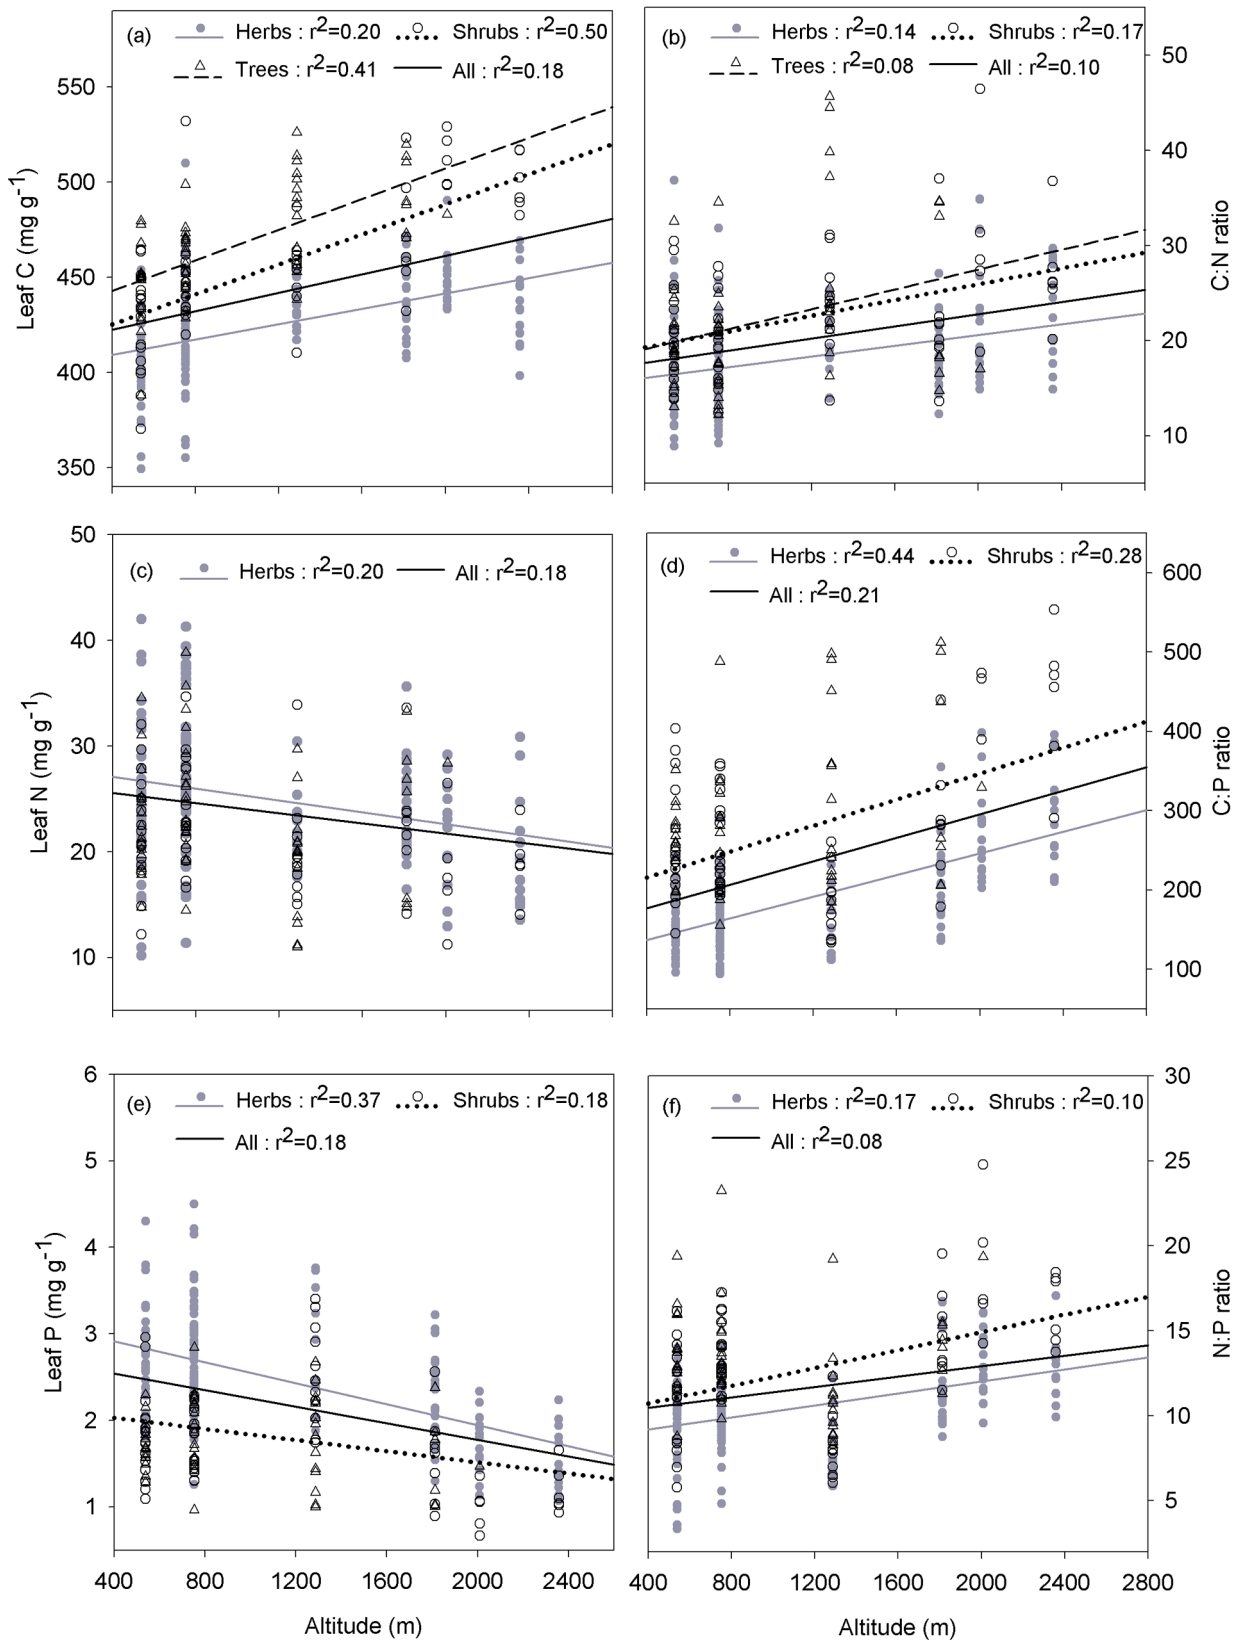 (a) Herbs : r²=0.20 Shrubs : r²=0.50
Trees : r²=0.41 All : r²=0.18
550
500
450
400
350
Leaf C (mg g⁻¹)
(b) Herbs : r²=0.14 Shrubs : r²=0.17
Trees : r²=0.08 All : r²=0.10
50
40
30
20
10
C:N ratio
(c) Herbs : r²=0.20 All : r²=0.18
50
40
30
20
10
Leaf N (mg g⁻¹)
(d) Herbs : r²=0.44 Shrubs : r²=0.28
All : r²=0.21
600
500
400
300
200
100
C:P ratio
(e) Herbs : r²=0.37 Shrubs : r²=0.18
All : r²=0.18
6
5
4
3
2
1
Leaf P (mg g⁻¹)
400 800 1200 1600 2000 2400
Altitude (m)
(f) Herbs : r²=0.17 Shrubs : r²=0.10
All : r²=0.08
30
25
20
15
10
5
N:P ratio
400 800 1200 1600 2000 2400 2800
Altitude (m)